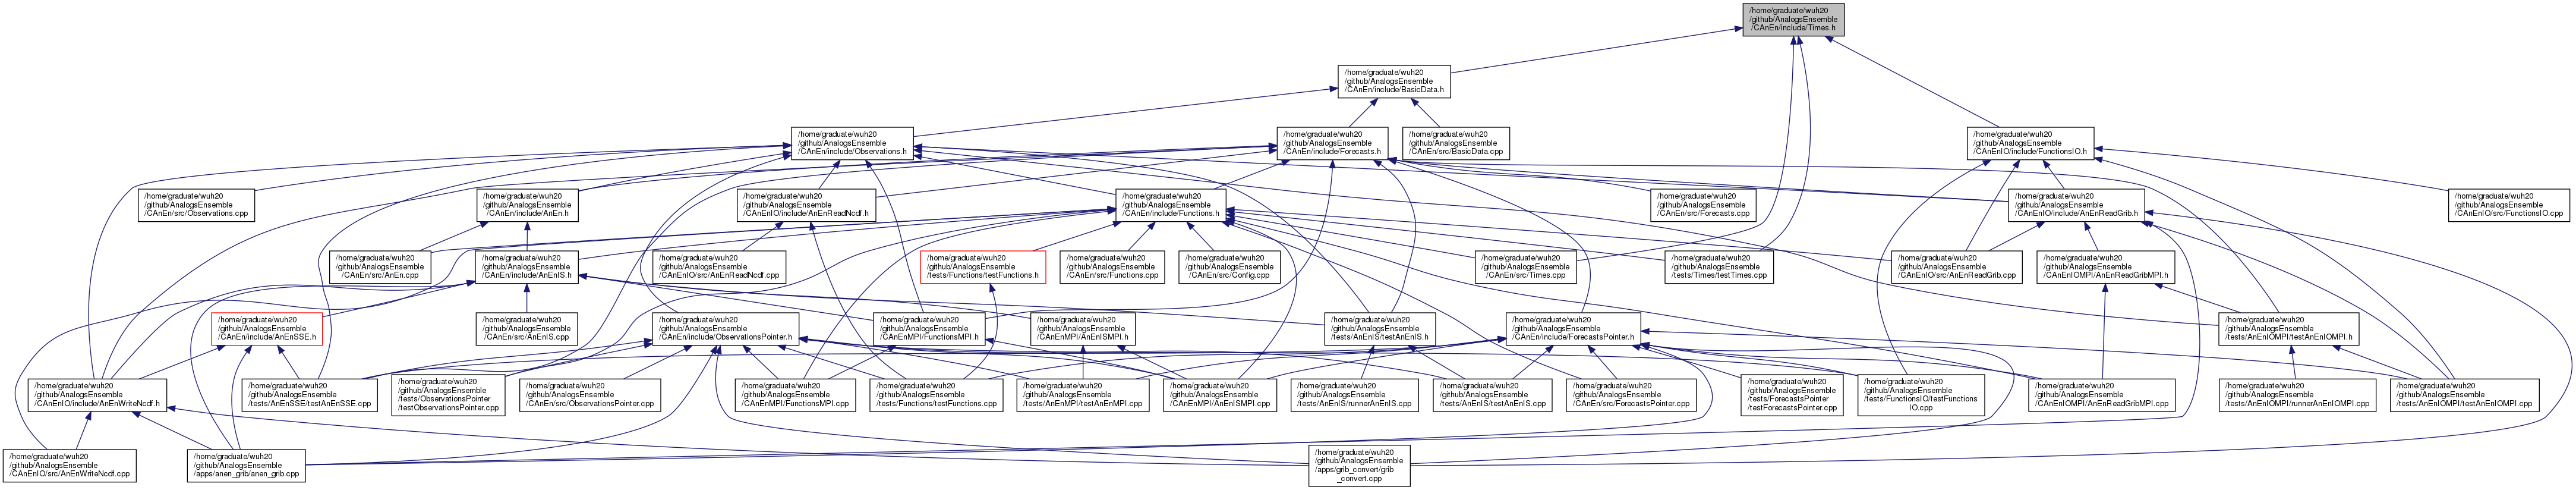 /home/graduate/wuh20
/github/AnalogsEnsemble
/CAnEn/include/Times.h
/home/graduate/wuh20
/github/AnalogsEnsemble
/CAnEn/include/BasicData.h
/home/graduate/wuh20
/github/AnalogsEnsemble
/CAnEn/include/Observations.h
/home/graduate/wuh20
/github/AnalogsEnsemble
/CAnEn/include/Forecasts.h
/home/graduate/wuh20
/github/AnalogsEnsemble
/CAnEn/src/BasicData.cpp
/home/graduate/wuh20
/github/AnalogsEnsemble
/CAnEnIO/include/FunctionsIO.h
/home/graduate/wuh20
/github/AnalogsEnsemble
/CAnEn/src/Observations.cpp
/home/graduate/wuh20
/github/AnalogsEnsemble
/CAnEn/include/AnEn.h
/home/graduate/wuh20
/github/AnalogsEnsemble
/CAnEnIO/include/AnEnReadNcdf.h
/home/graduate/wuh20
/github/AnalogsEnsemble
/CAnEn/include/Functions.h
/home/graduate/wuh20
/github/AnalogsEnsemble
/CAnEn/src/Forecasts.cpp
/home/graduate/wuh20
/github/AnalogsEnsemble
/CAnEnIO/include/AnEnReadGrib.h
/home/graduate/wuh20
/github/AnalogsEnsemble
/CAnEnIO/src/FunctionsIO.cpp
/home/graduate/wuh20
/github/AnalogsEnsemble
/CAnEn/src/AnEn.cpp
/home/graduate/wuh20
/github/AnalogsEnsemble
/CAnEn/include/AnEnIS.h
/home/graduate/wuh20
/github/AnalogsEnsemble
/CAnEnIO/src/AnEnReadNcdf.cpp
/home/graduate/wuh20
/github/AnalogsEnsemble
/tests/Functions/testFunctions.h
/home/graduate/wuh20
/github/AnalogsEnsemble
/CAnEn/src/Functions.cpp
/home/graduate/wuh20
/github/AnalogsEnsemble
/CAnEn/src/Config.cpp
/home/graduate/wuh20
/github/AnalogsEnsemble
/CAnEn/src/Times.cpp
/home/graduate/wuh20
/github/AnalogsEnsemble
/tests/Times/testTimes.cpp
/home/graduate/wuh20
/github/AnalogsEnsemble
/CAnEnIO/src/AnEnReadGrib.cpp
/home/graduate/wuh20
/github/AnalogsEnsemble
/CAnEnIOMPI/AnEnReadGribMPI.h
/home/graduate/wuh20
/github/AnalogsEnsemble
/CAnEn/include/AnEnSSE.h
/home/graduate/wuh20
/github/AnalogsEnsemble
/CAnEn/src/AnEnIS.cpp
/home/graduate/wuh20
/github/AnalogsEnsemble
/CAnEn/include/ObservationsPointer.h
/home/graduate/wuh20
/github/AnalogsEnsemble
/CAnEnMPI/FunctionsMPI.h
/home/graduate/wuh20
/github/AnalogsEnsemble
/CAnEnMPI/AnEnISMPI.h
/home/graduate/wuh20
/github/AnalogsEnsemble
/tests/AnEnIS/testAnEnIS.h
/home/graduate/wuh20
/github/AnalogsEnsemble
/CAnEn/include/ForecastsPointer.h
/home/graduate/wuh20
/github/AnalogsEnsemble
/tests/AnEnIOMPI/testAnEnIOMPI.h
/home/graduate/wuh20
/github/AnalogsEnsemble
/CAnEnIO/include/AnEnWriteNcdf.h
/home/graduate/wuh20
/github/AnalogsEnsemble
/tests/AnEnSSE/testAnEnSSE.cpp
/home/graduate/wuh20
/github/AnalogsEnsemble
/tests/ObservationsPointer
/testObservationsPointer.cpp
/home/graduate/wuh20
/github/AnalogsEnsemble
/CAnEn/src/ObservationsPointer.cpp
/home/graduate/wuh20
/github/AnalogsEnsemble
/CAnEnMPI/FunctionsMPI.cpp
/home/graduate/wuh20
/github/AnalogsEnsemble
/tests/Functions/testFunctions.cpp
/home/graduate/wuh20
/github/AnalogsEnsemble
/tests/AnEnMPI/testAnEnMPI.cpp
/home/graduate/wuh20
/github/AnalogsEnsemble
/CAnEnMPI/AnEnISMPI.cpp
/home/graduate/wuh20
/github/AnalogsEnsemble
/tests/AnEnIS/runnerAnEnIS.cpp
/home/graduate/wuh20
/github/AnalogsEnsemble
/tests/AnEnIS/testAnEnIS.cpp
/home/graduate/wuh20
/github/AnalogsEnsemble
/CAnEn/src/ForecastsPointer.cpp
/home/graduate/wuh20
/github/AnalogsEnsemble
/tests/ForecastsPointer
/testForecastsPointer.cpp
/home/graduate/wuh20
/github/AnalogsEnsemble
/tests/FunctionsIO/testFunctions
IO.cpp
/home/graduate/wuh20
/github/AnalogsEnsemble
/CAnEnIOMPI/AnEnReadGribMPI.cpp
/home/graduate/wuh20
/github/AnalogsEnsemble
/tests/AnEnIOMPI/runnerAnEnIOMPI.cpp
/home/graduate/wuh20
/github/AnalogsEnsemble
/tests/AnEnIOMPI/testAnEnIOMPI.cpp
/home/graduate/wuh20
/github/AnalogsEnsemble
/CAnEnIO/src/AnEnWriteNcdf.cpp
/home/graduate/wuh20
/github/AnalogsEnsemble
/apps/anen_grib/anen_grib.cpp
/home/graduate/wuh20
/github/AnalogsEnsemble
/apps/grib_convert/grib
_convert.cpp